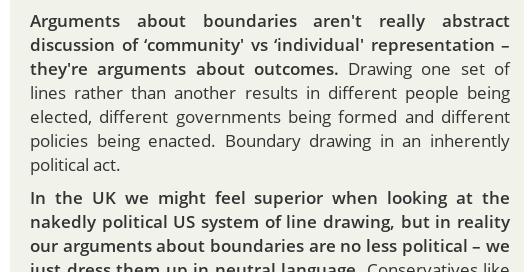 Arguments about boundaries aren't really abstract
discussion of ‘community' vs ‘individual' representation –
they're arguments about outcomes. Drawing one set of
lines rather than another results in different people being
elected, different governments being formed and different
policies being enacted. Boundary drawing in an inherently
political act.
In the UK we might feel superior when looking at the
nakedly political US system of line drawing, but in reality
our arguments about boundaries are no less political – we
just dress them up in neutral language. Conservatives like